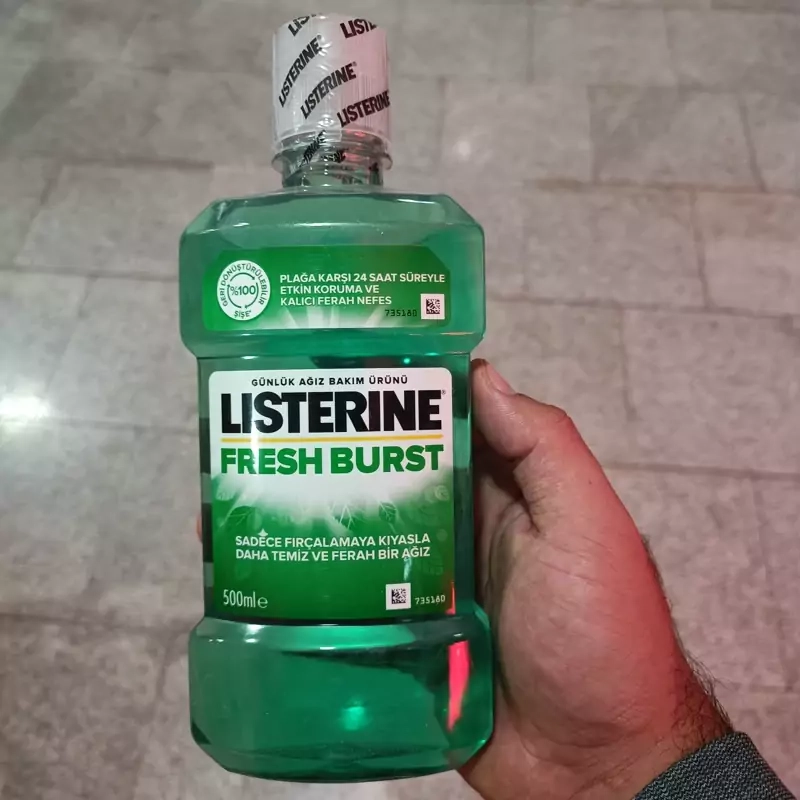 LISTERINE®
LISTERINE®
LISTERINE®
GERİ DÖNÜŞTÜRÜLEBİLİR
%100
ŞİŞE
PLAĞA KARŞI 24 SAAT SÜREYLE
ETKİN KORUMA VE
KALICI FERAH NEFES
735180
GÜNLÜK AĞIZ BAKIM ÜRÜNÜ
LISTERINE®
FRESH BURST
SADECE FIRÇALAMAYA KIYASLA
DAHA TEMİZ VE FERAH BİR AĞIZ
500ml℮
735180